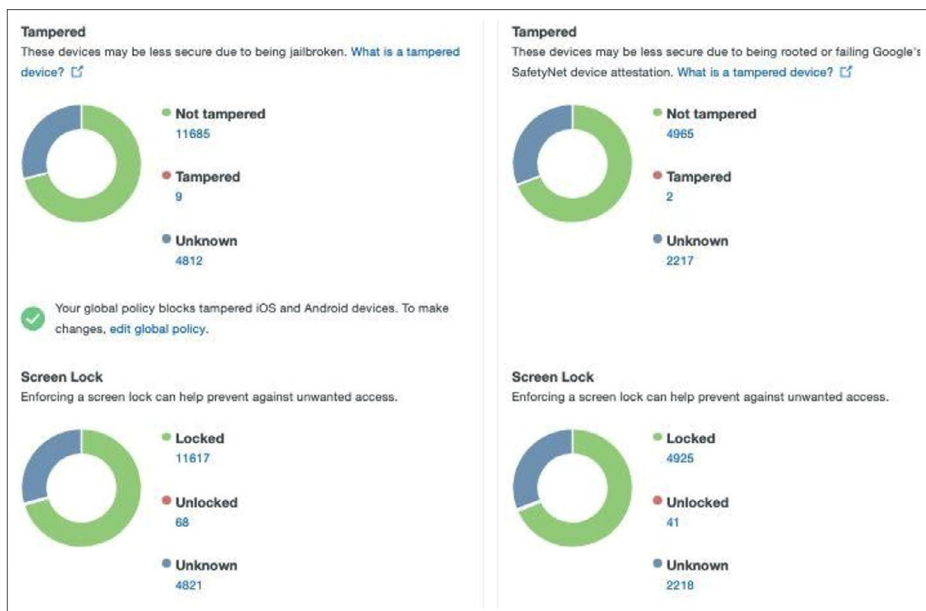 Tampered
These devices may be less secure due to being jailbroken. What is a tampered
device?
Not tampered
11685
Tampered
9
Unknown
4812
Your global policy blocks tampered iOS and Android devices. To make
changes, edit global policy.
Screen Lock
Enforcing a screen lock can help prevent against unwanted access.
Locked
11617
Unlocked
68
Unknown
4821
Tampered
These devices may be less secure due to being rooted or failing Google's
SafetyNet device attestation. What is a tampered device?
Not tampered
4965
Tampered
2
Unknown
2217
Screen Lock
Enforcing a screen lock can help prevent against unwanted access.
Locked
4925
Unlocked
41
Unknown
2218